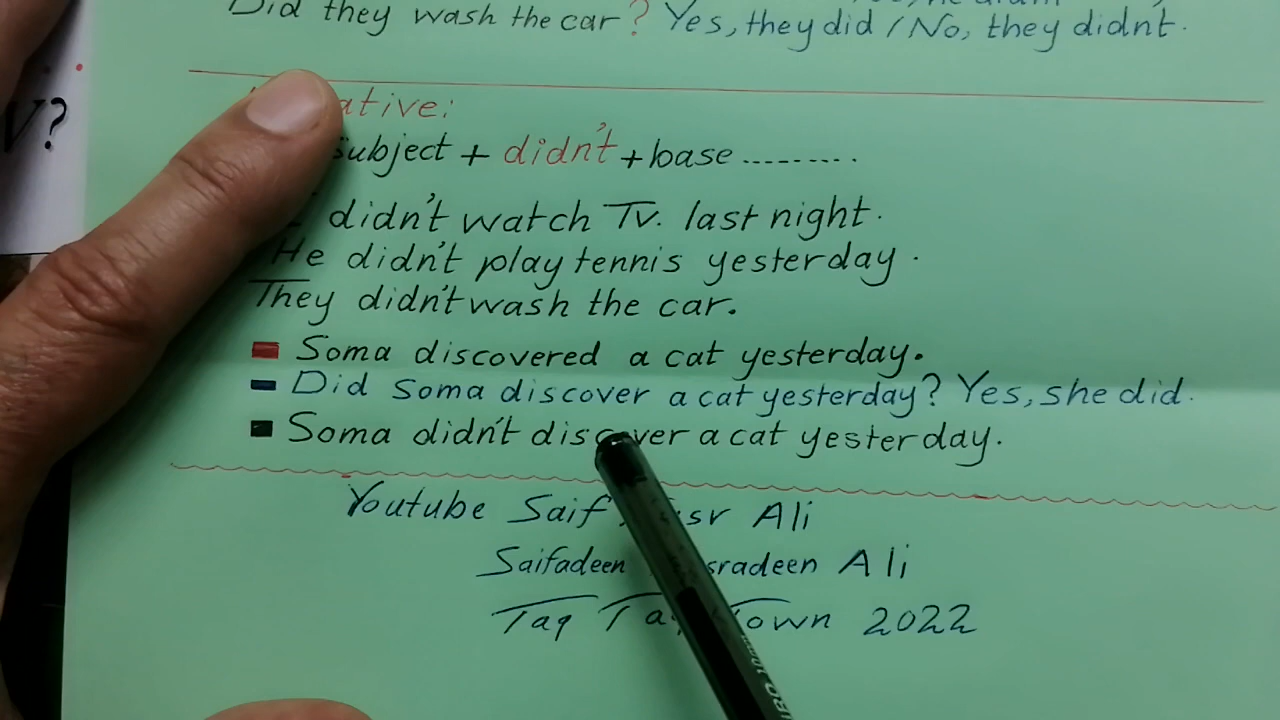 Did they wash the car? Yes, they did / No, they didn't.
V?
ative:
Subject + didn't + base ..........
didn't watch Tv. last night.
He didn't play tennis yesterday.
They didn't wash the car.
Soma discovered a cat yesterday.
Did Soma discover a cat yesterday? Yes, she did.
Soma didn't discover a cat yesterday.
Youtube Saif Ali
Saifadeen Ali
Taq Town 2022